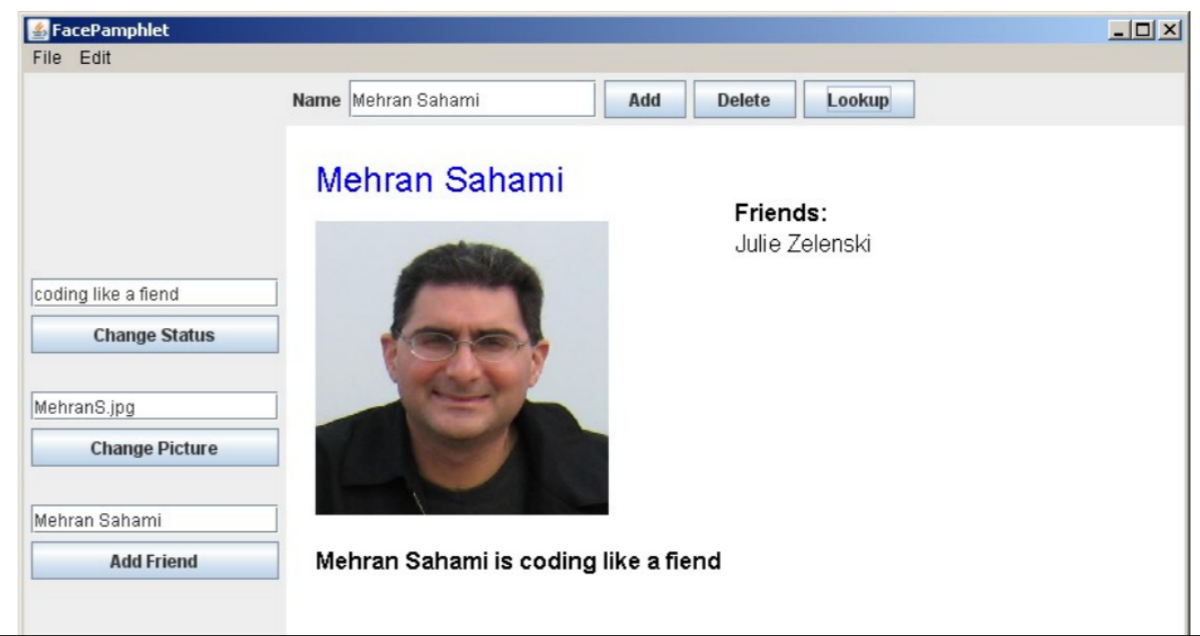 FacePamphlet
File Edit
Name Mehran Sahami Add Delete Lookup
Mehran Sahami
Friends:
Julie Zelenski
coding like a fiend
Change Status
MehranS.jpg
Change Picture
Mehran Sahami
Add Friend
Mehran Sahami is coding like a fiend